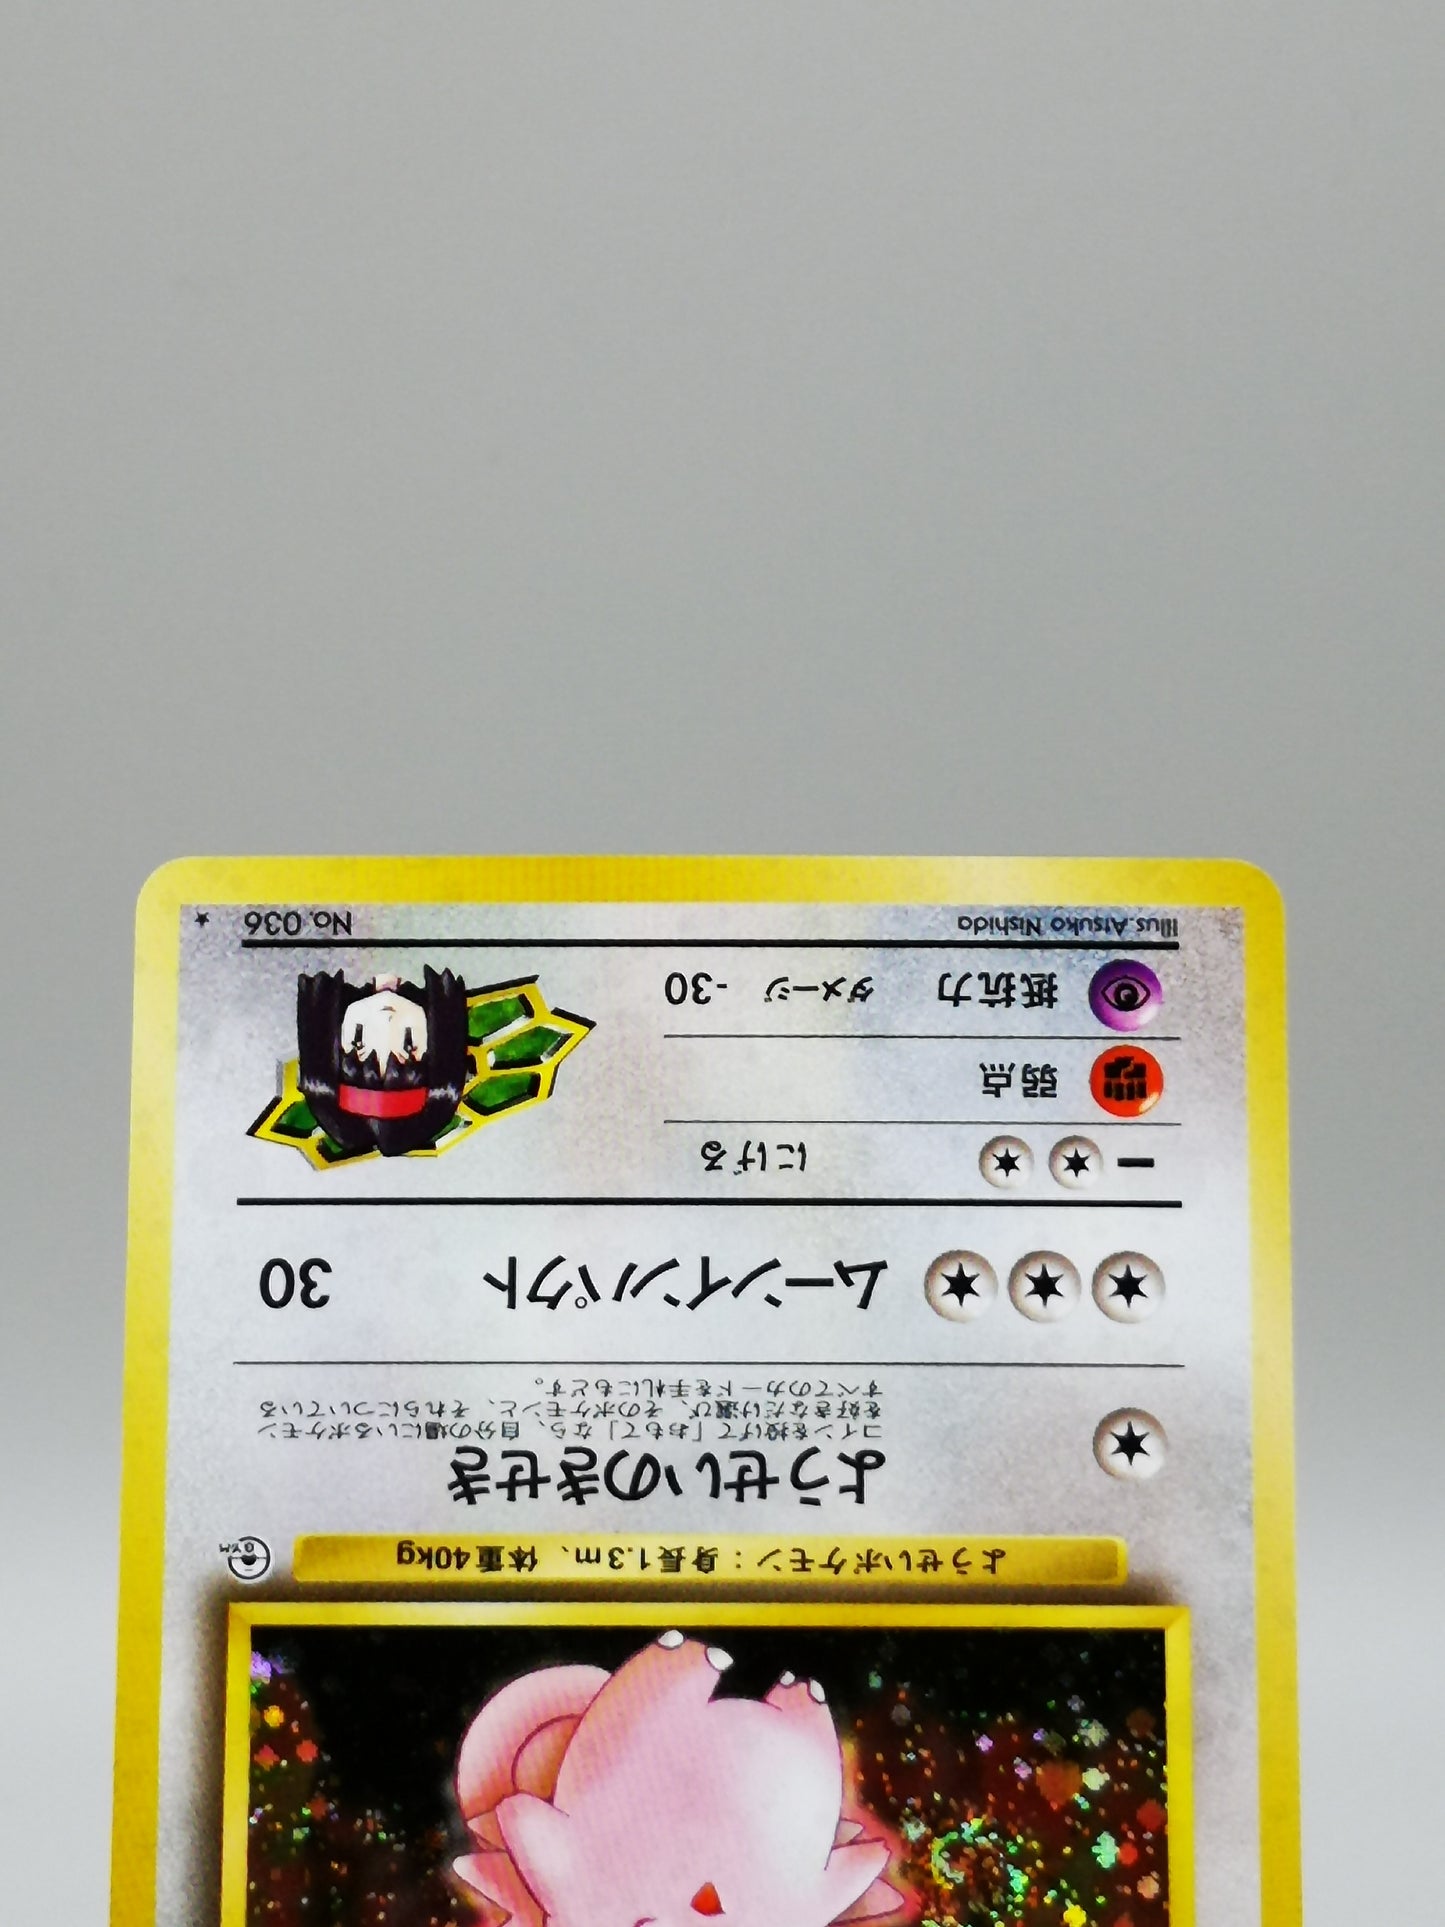 ようせいポケモン：身長1.3m、体重40kg
GYM
ようせいのきせき
コインを投げて「おもて」なら、自分の場にいるポケモン
を好きなだけ選び、そのポケモンと、それらについている
すべてのカードを手札にもどす。
ムーンインパクト 30
にげる
弱点
抵抗力 ダメージ -30
Illus. Atsuko Nishida No. 036 ★